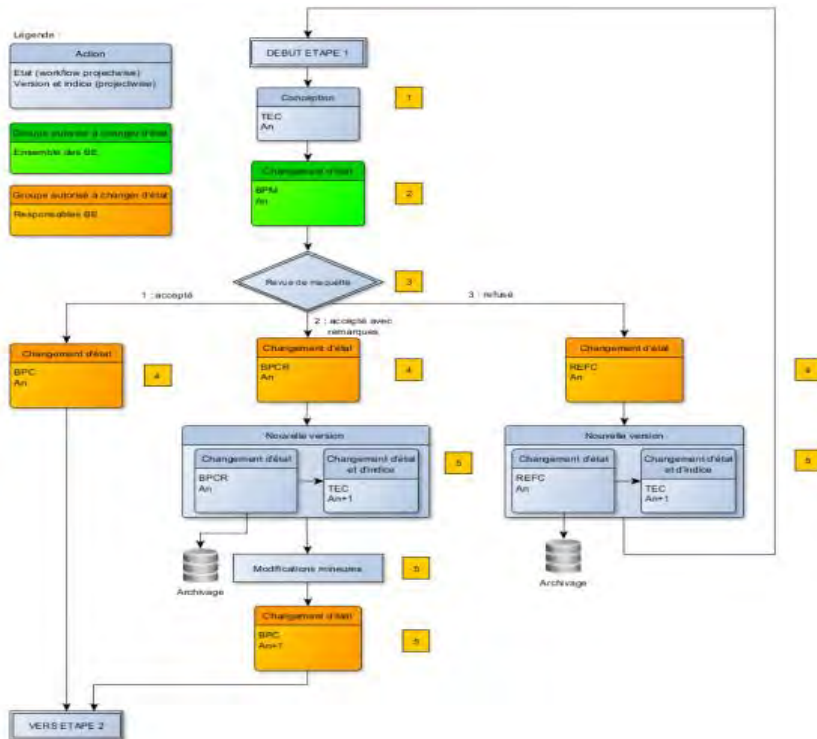 Légende :
Action
Etat (workflow projectwise)
Version et indice (projectwise)
Groupe autorisé à changer d'état
Ensemble des BE
Groupe autorisé à changer d'état
Responsables BE
DEBUT ETAPE 1
Conception
TEC
An
1
Changement d'état
BPM
An
2
Revue de maquette
3
1 : accepté
2 : accepté avec
remarques
3 : refusé
Changement d'état
BPC
An
4
Changement d'état
BPCR
An
4
Changement d'état
REFC
An
Nouvelle version
Changement d'état
BPCR
An
Changement d'état
et d'indice
TEC
An+1
5
Nouvelle version
Changement d'état
REFC
An
Changement d'état
et d'indice
TEC
An+1
Archivage
Archivage
Modifications mineures
5
Changement d'état
BPC
An+1
VERS ETAPE 2